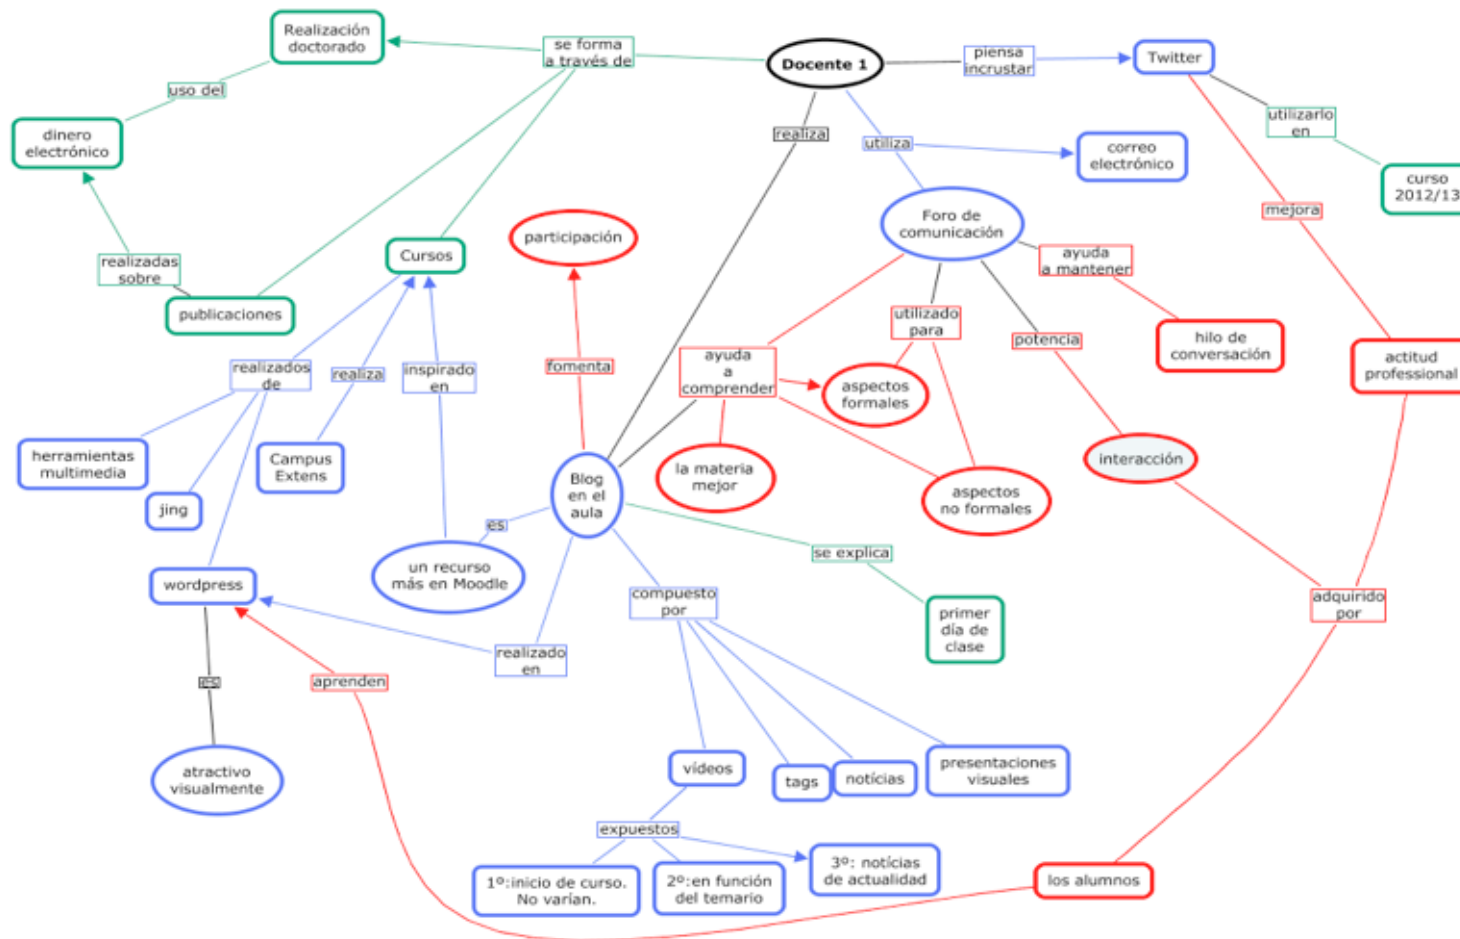 Realización
doctorado
se forma
a través de
Docente 1
piensa
incrustar
Twitter
uso del
dinero
electrónico
realiza
utiliza
correo
electrónico
utilizarlo
en
curso
2012/13
mejora
participación
Foro de
comunicación
ayuda
a mantener
Cursos
realizadas
sobre
publicaciones
utilizado
para
potencia
hilo de
conversación
actitud
professional
realizados
de
realiza
inspirado
en
fomenta
ayuda
a
comprender
aspectos
formales
herramientas
multimedia
Campus
Extens
jing
Blog
en el
aula
la materia
mejor
aspectos
no formales
interacción
es
un recurso
más en Moodle
se explica
wordpress
compuesto
por
primer
día de
clase
adquirido
por
realizado
en
es
aprenden
atractivo
visualmente
vídeos
tags
notícias
presentaciones
visuales
expuestos
1º:inicio de curso.
No varían.
2º:en función
del temario
3º: notícias
de actualidad
los alumnos